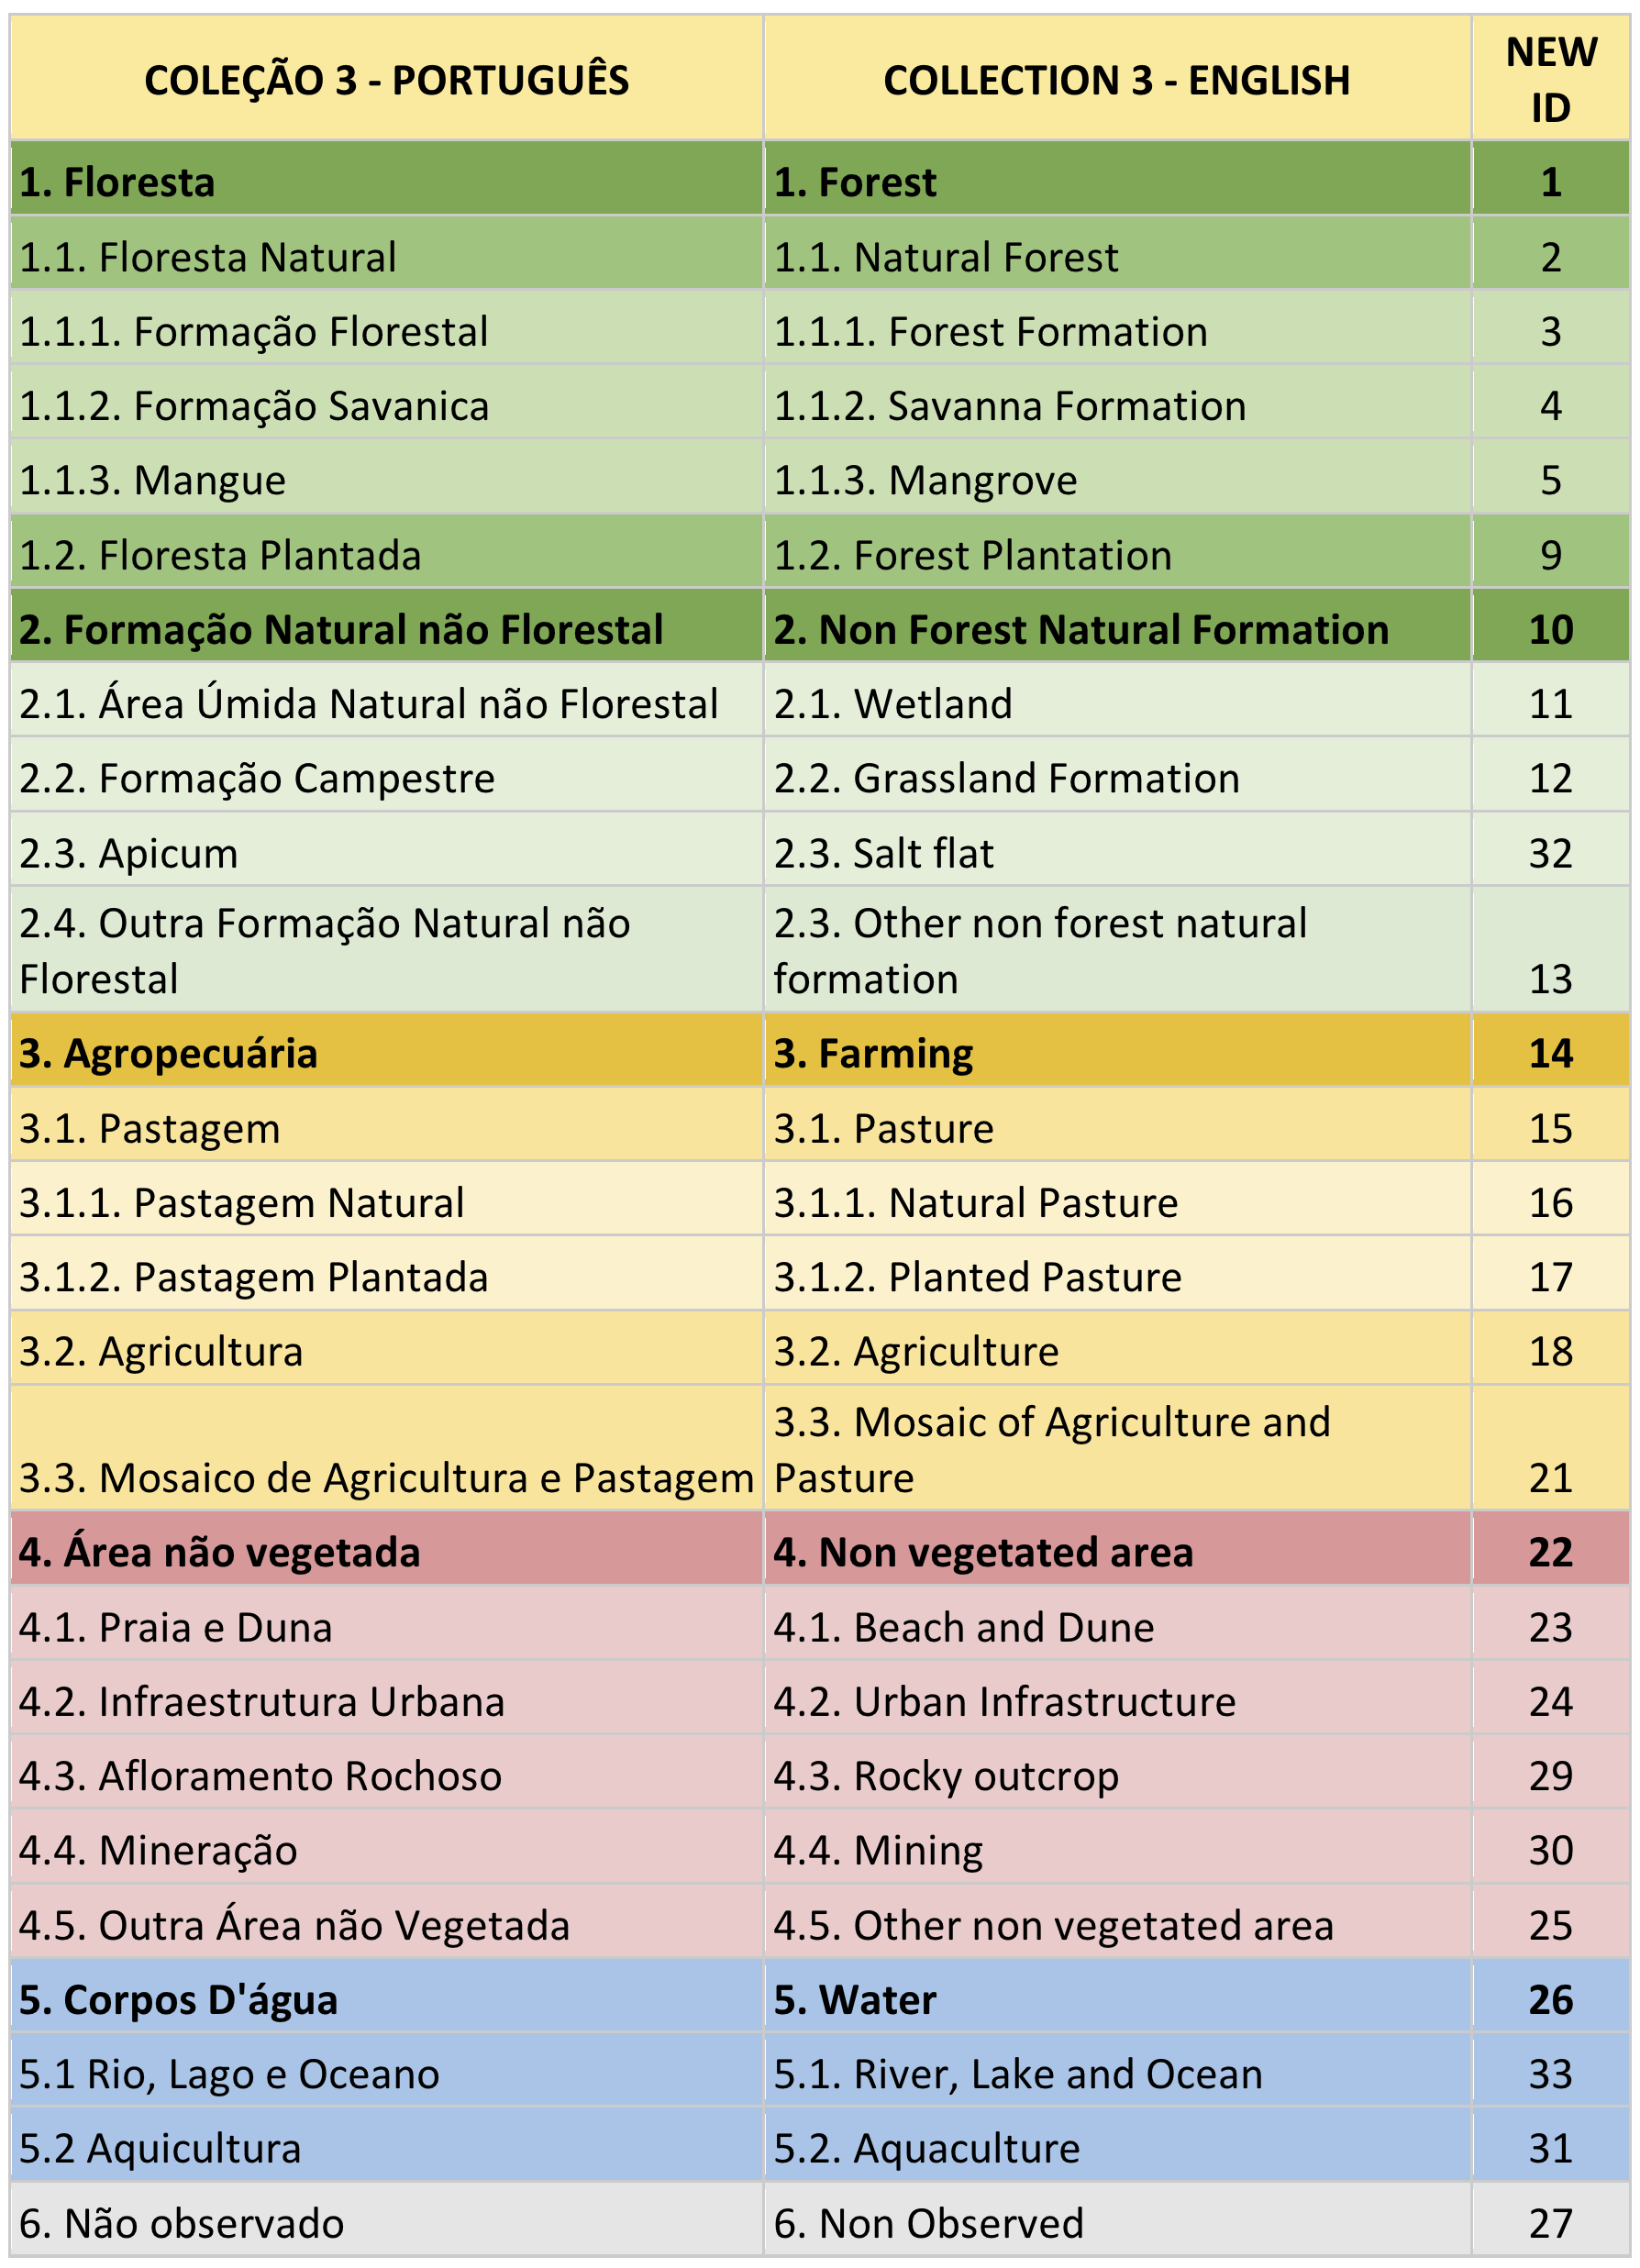 COLEÇÃO 3 - PORTUGUÊS COLLECTION 3 - ENGLISH NEW ID
1. Floresta 1. Forest 1
1.1. Floresta Natural 1.1. Natural Forest 2
1.1.1. Formação Florestal 1.1.1. Forest Formation 3
1.1.2. Formação Savanica 1.1.2. Savanna Formation 4
1.1.3. Mangue 1.1.3. Mangrove 5
1.2. Floresta Plantada 1.2. Forest Plantation 9
2. Formação Natural não Florestal 2. Non Forest Natural Formation 10
2.1. Área Úmida Natural não Florestal 2.1. Wetland 11
2.2. Formação Campestre 2.2. Grassland Formation 12
2.3. Apicum 2.3. Salt flat 32
2.4. Outra Formação Natural não Florestal 2.3. Other non forest natural formation 13
3. Agropecuária 3. Farming 14
3.1. Pastagem 3.1. Pasture 15
3.1.1. Pastagem Natural 3.1.1. Natural Pasture 16
3.1.2. Pastagem Plantada 3.1.2. Planted Pasture 17
3.2. Agricultura 3.2. Agriculture 18
3.3. Mosaico de Agricultura e Pastagem 3.3. Mosaic of Agriculture and Pasture 21
4. Área não vegetada 4. Non vegetated area 22
4.1. Praia e Duna 4.1. Beach and Dune 23
4.2. Infraestrutura Urbana 4.2. Urban Infrastructure 24
4.3. Afloramento Rochoso 4.3. Rocky outcrop 29
4.4. Mineração 4.4. Mining 30
4.5. Outra Área não Vegetada 4.5. Other non vegetated area 25
5. Corpos D'água 5. Water 26
5.1 Rio, Lago e Oceano 5.1. River, Lake and Ocean 33
5.2 Aquicultura 5.2. Aquaculture 31
6. Não observado 6. Non Observed 27